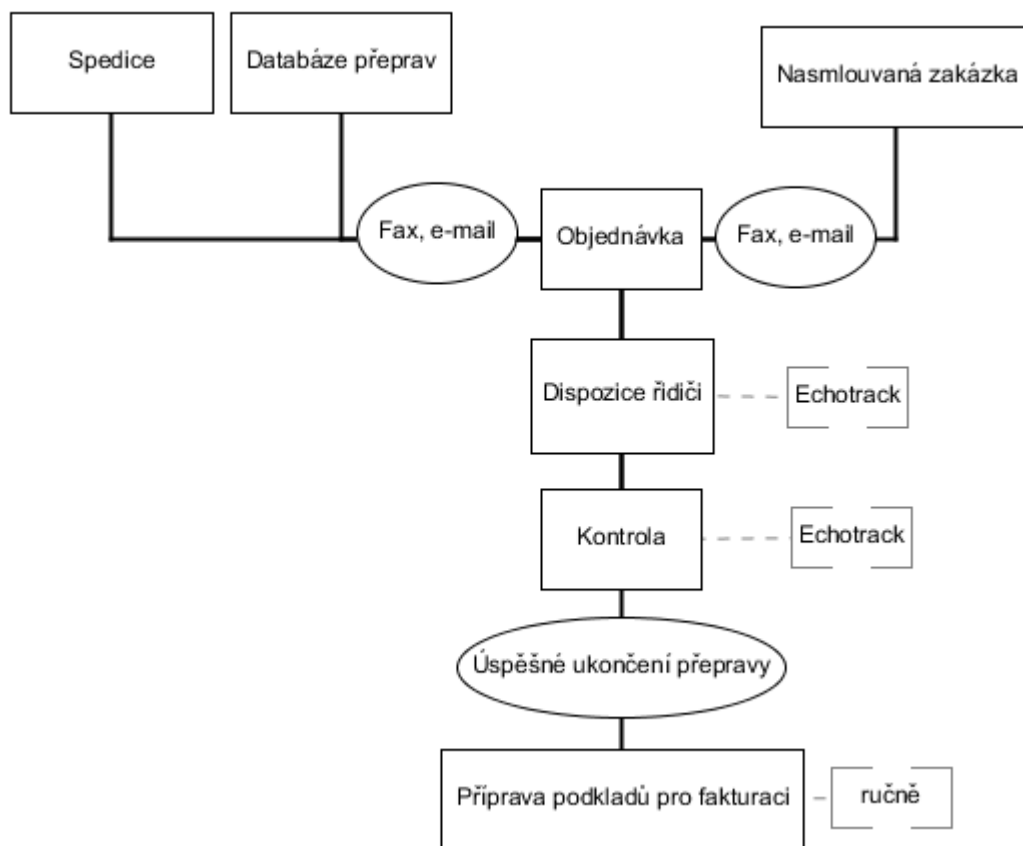 Spedice
Databáze přeprav
Nasmlouvaná zakázka
Fax, e-mail
Objednávka
Fax, e-mail
Dispozice řidiči
Echotrack
Kontrola
Echotrack
Úspěšné ukončení přepravy
Příprava podkladů pro fakturaci
ručně